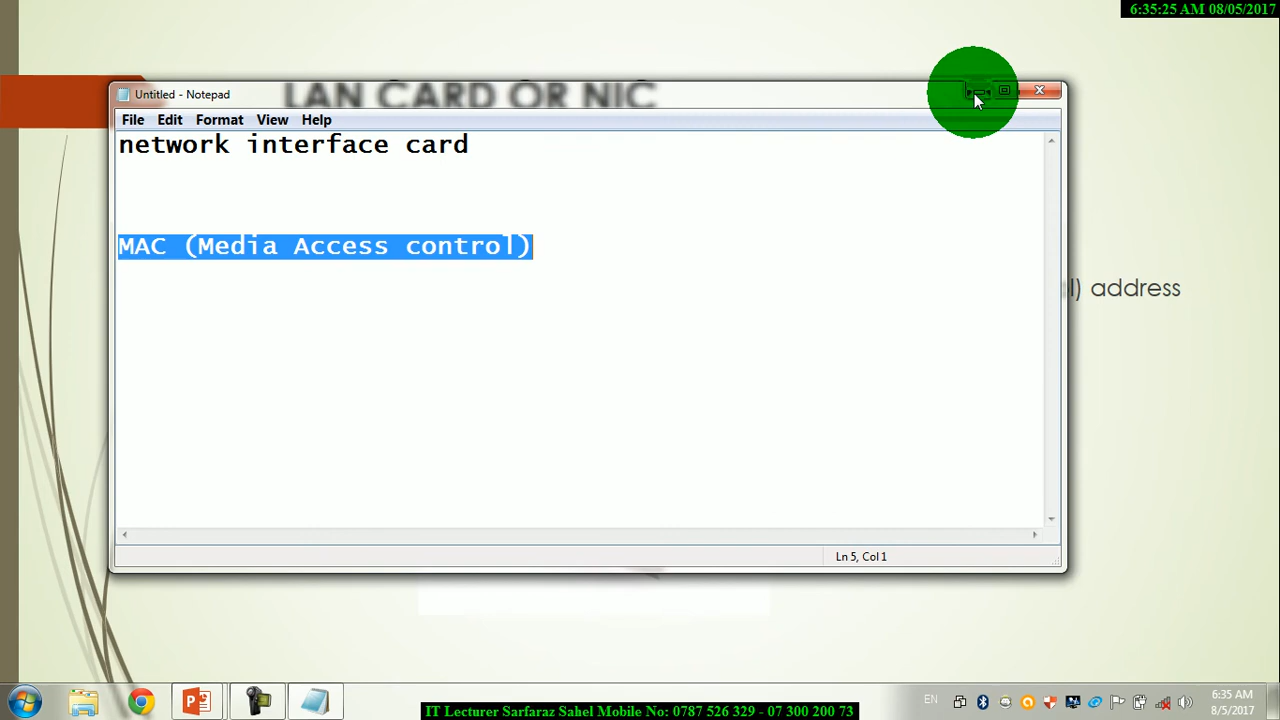 6:35:25 AM 08/05/2017
AN CARD OR NIC
Untitled - Notepad
File Edit Format View Help
network interface card
MAC (Media Access control)
l) address
Ln 5, Col 1
EN
6:35 AM
8/5/2017
IT Lecturer Sarfaraz Sahel Mobile No: 0787 526 329 - 07 300 200 73